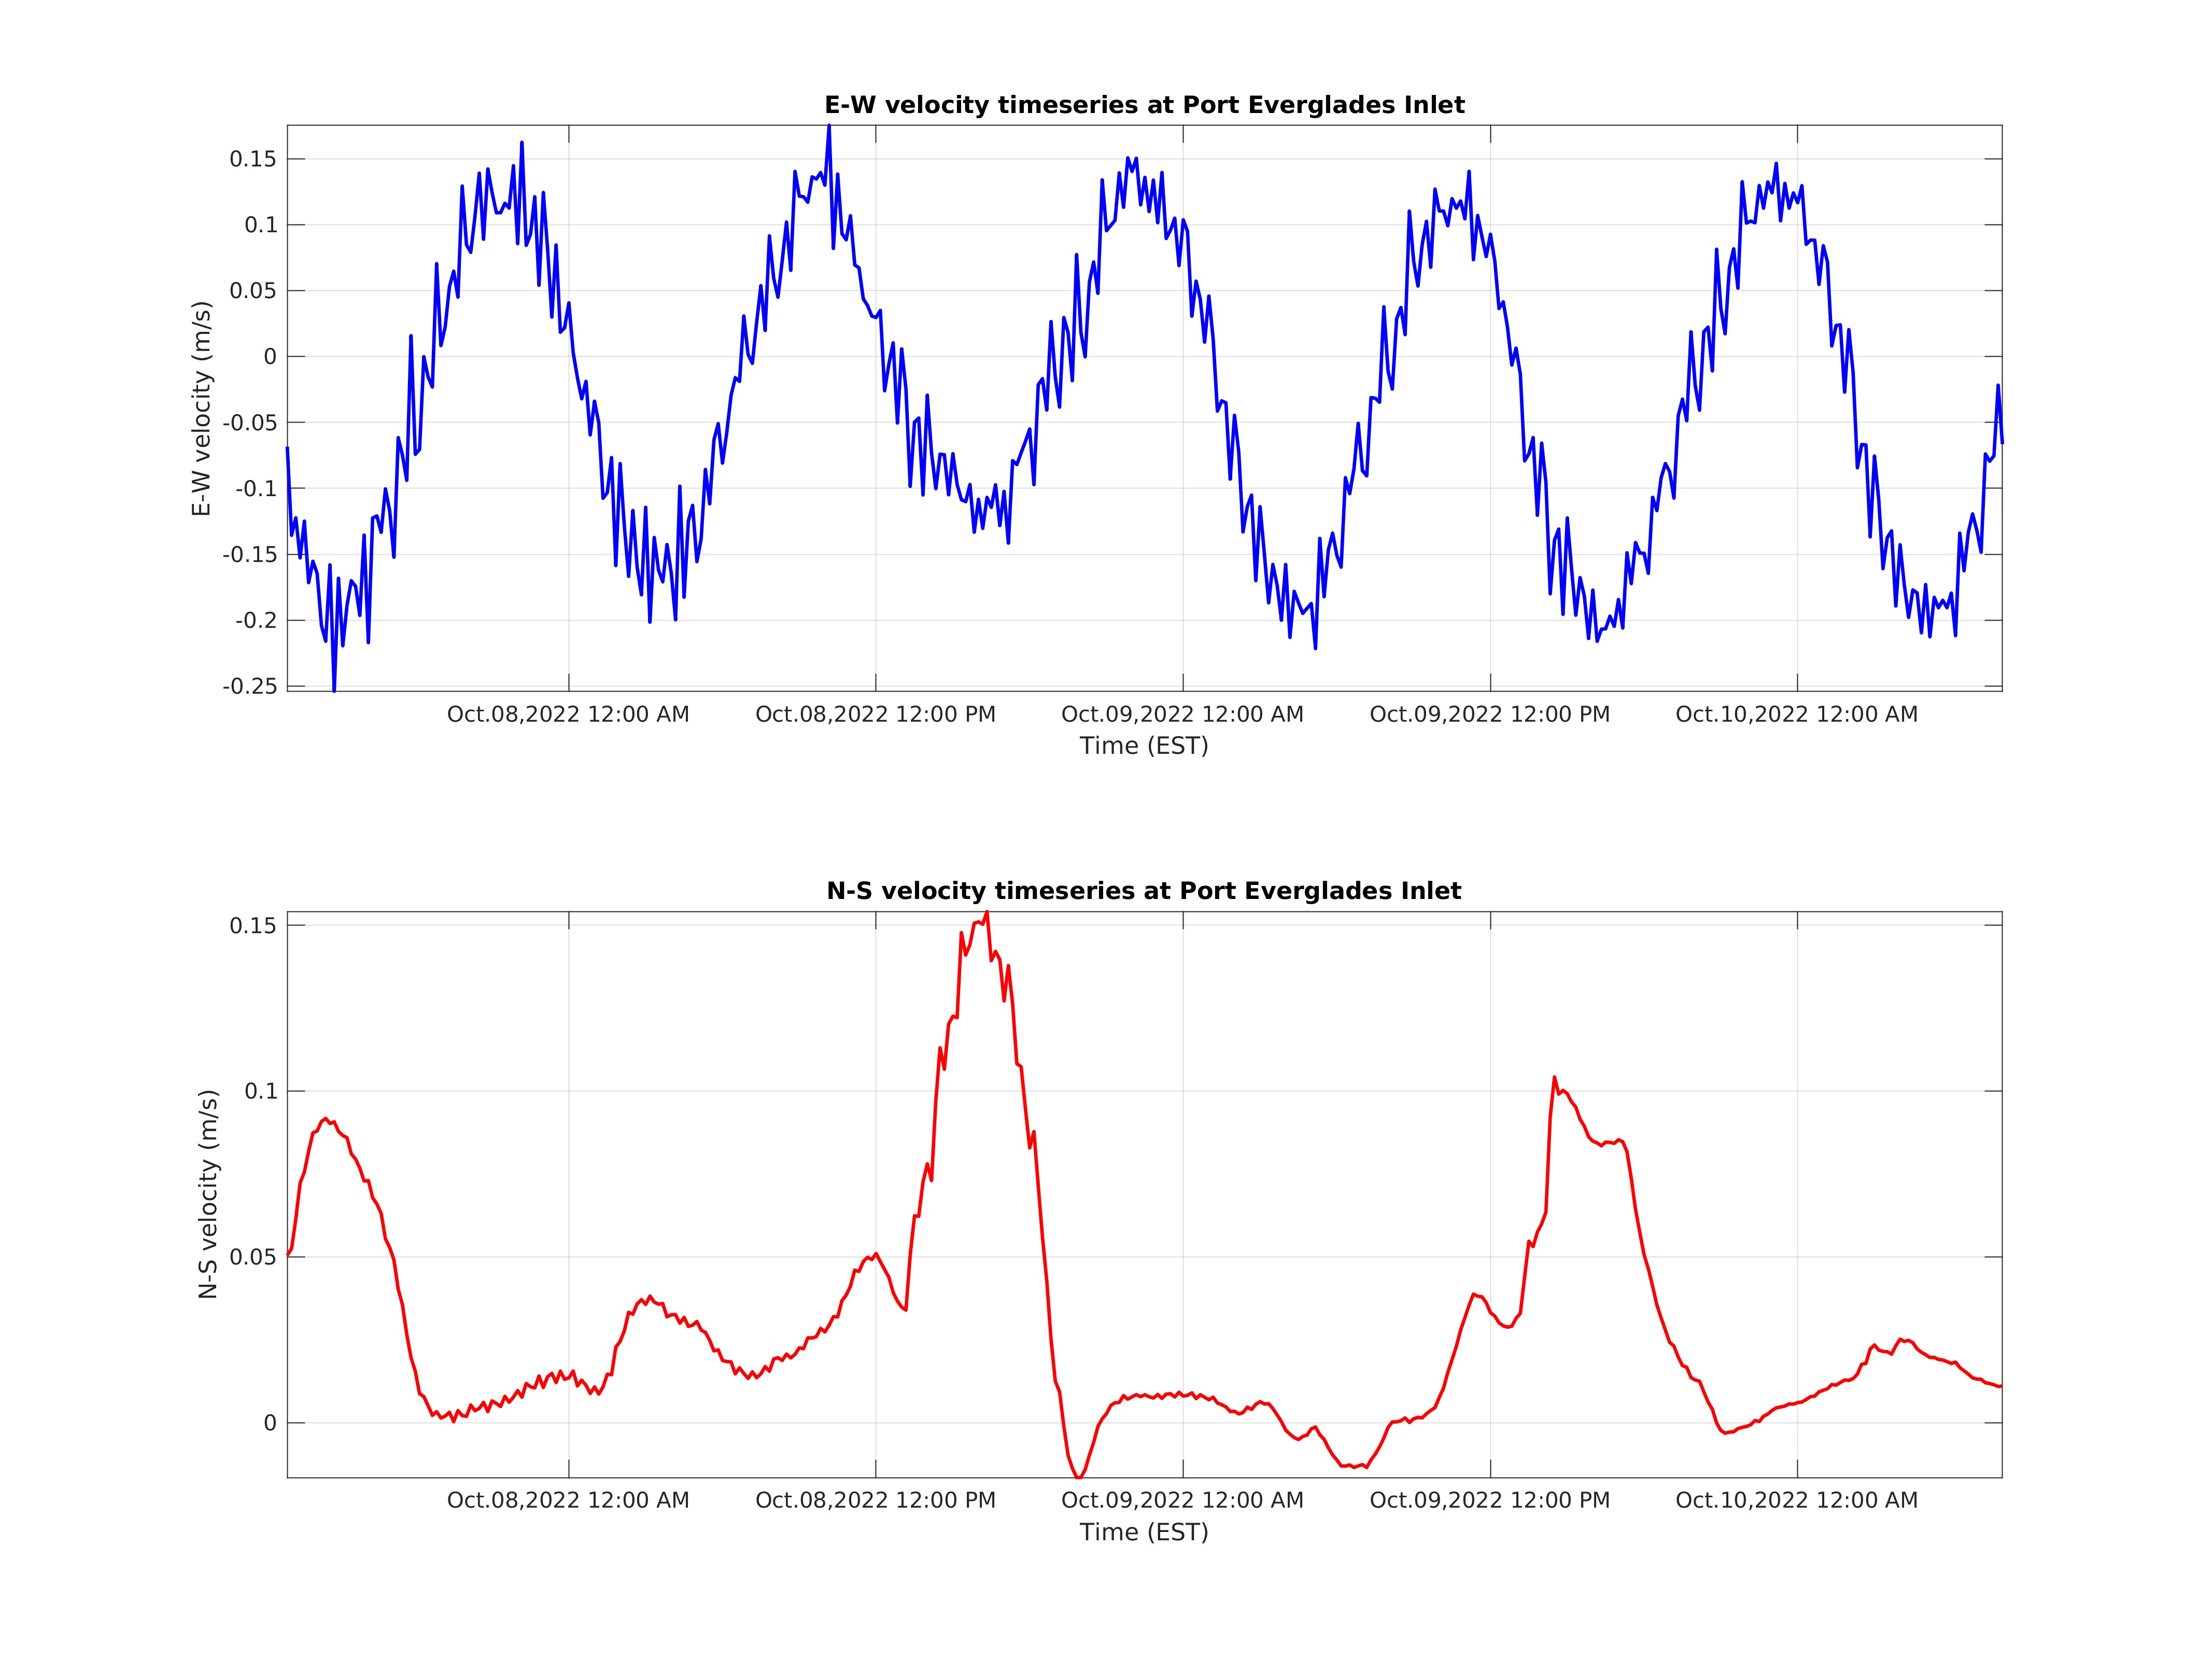 E-W velocity timeseries at Port Everglades Inlet
0.15
0.1
0.05
0
-0.05
-0.1
-0.15
-0.2
-0.25
E-W velocity (m/s)
Oct.08,2022 12:00 AM Oct.08,2022 12:00 PM Oct.09,2022 12:00 AM Oct.09,2022 12:00 PM Oct.10,2022 12:00 AM
Time (EST)
N-S velocity timeseries at Port Everglades Inlet
0.15
0.1
0.05
0
N-S velocity (m/s)
Oct.08,2022 12:00 AM Oct.08,2022 12:00 PM Oct.09,2022 12:00 AM Oct.09,2022 12:00 PM Oct.10,2022 12:00 AM
Time (EST)